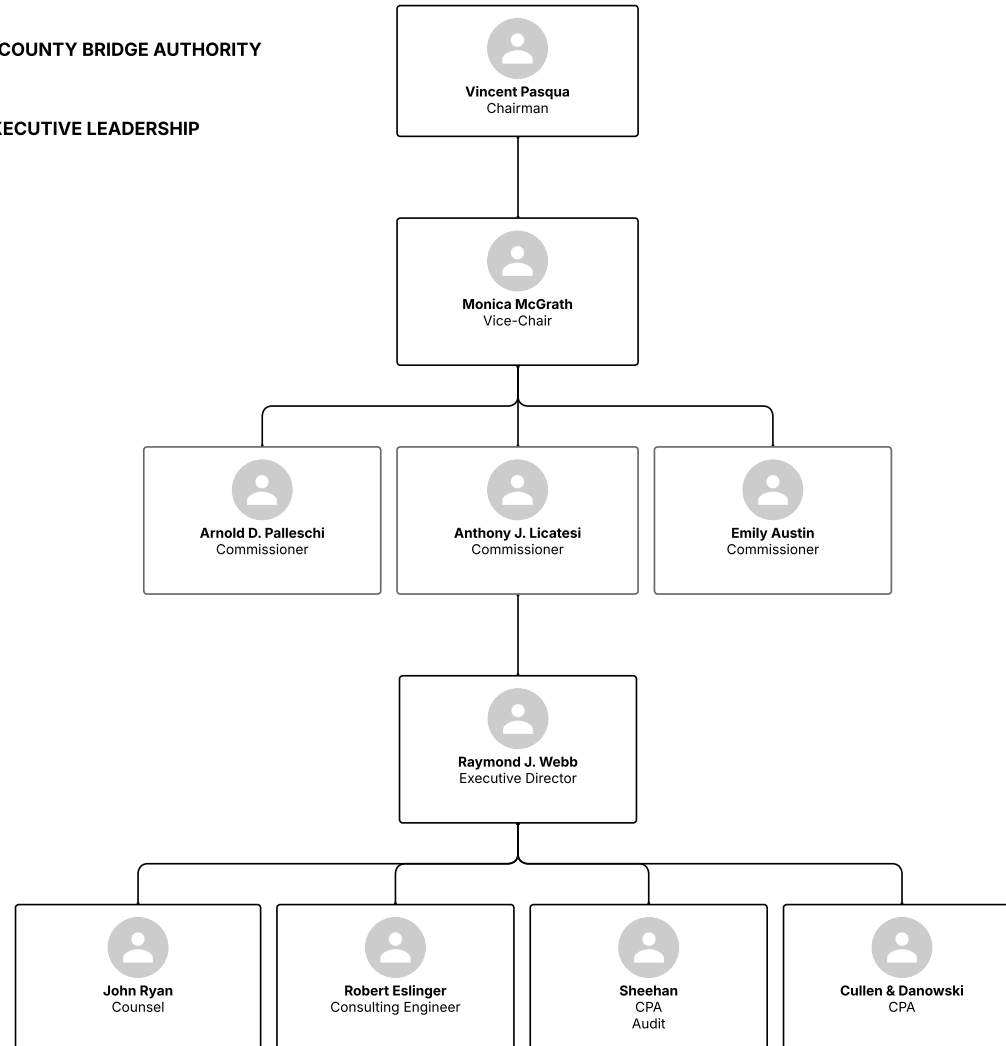 COUNTY BRIDGE AUTHORITY
XECUTIVE LEADERSHIP
Vincent Pasqua
Chairman
Monica McGrath
Vice-Chair
Arnold D. Palleschi
Commissioner
Anthony J. Licatesi
Commissioner
Emily Austin
Commissioner
Raymond J. Webb
Executive Director
John Ryan
Counsel
Robert Eslinger
Consulting Engineer
Sheehan
CPA
Audit
Cullen & Danowski
CPA